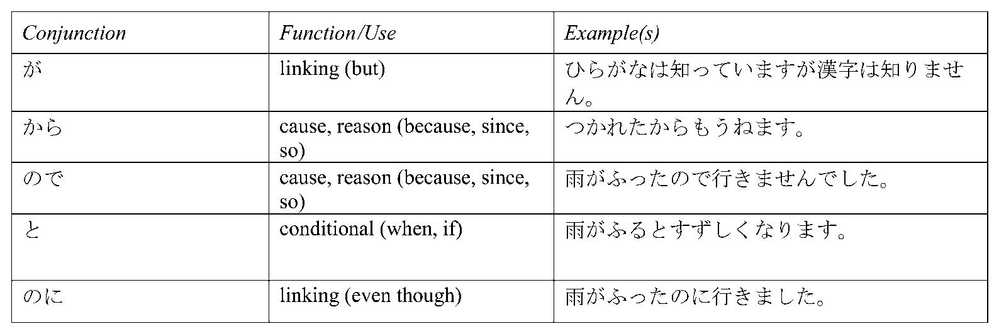 Conjunction Function/Use Example(s)
が linking (but) ひらがなは知っていますが漢字は知りませ
ん。
から cause, reason (because, since, つかれたからもうねます。
so)
ので cause, reason (because, since, 雨がふったので行きませんでした。
so)
と conditional (when, if) 雨がふるとすずしくなります。
のに linking (even though) 雨がふったのに行きました。